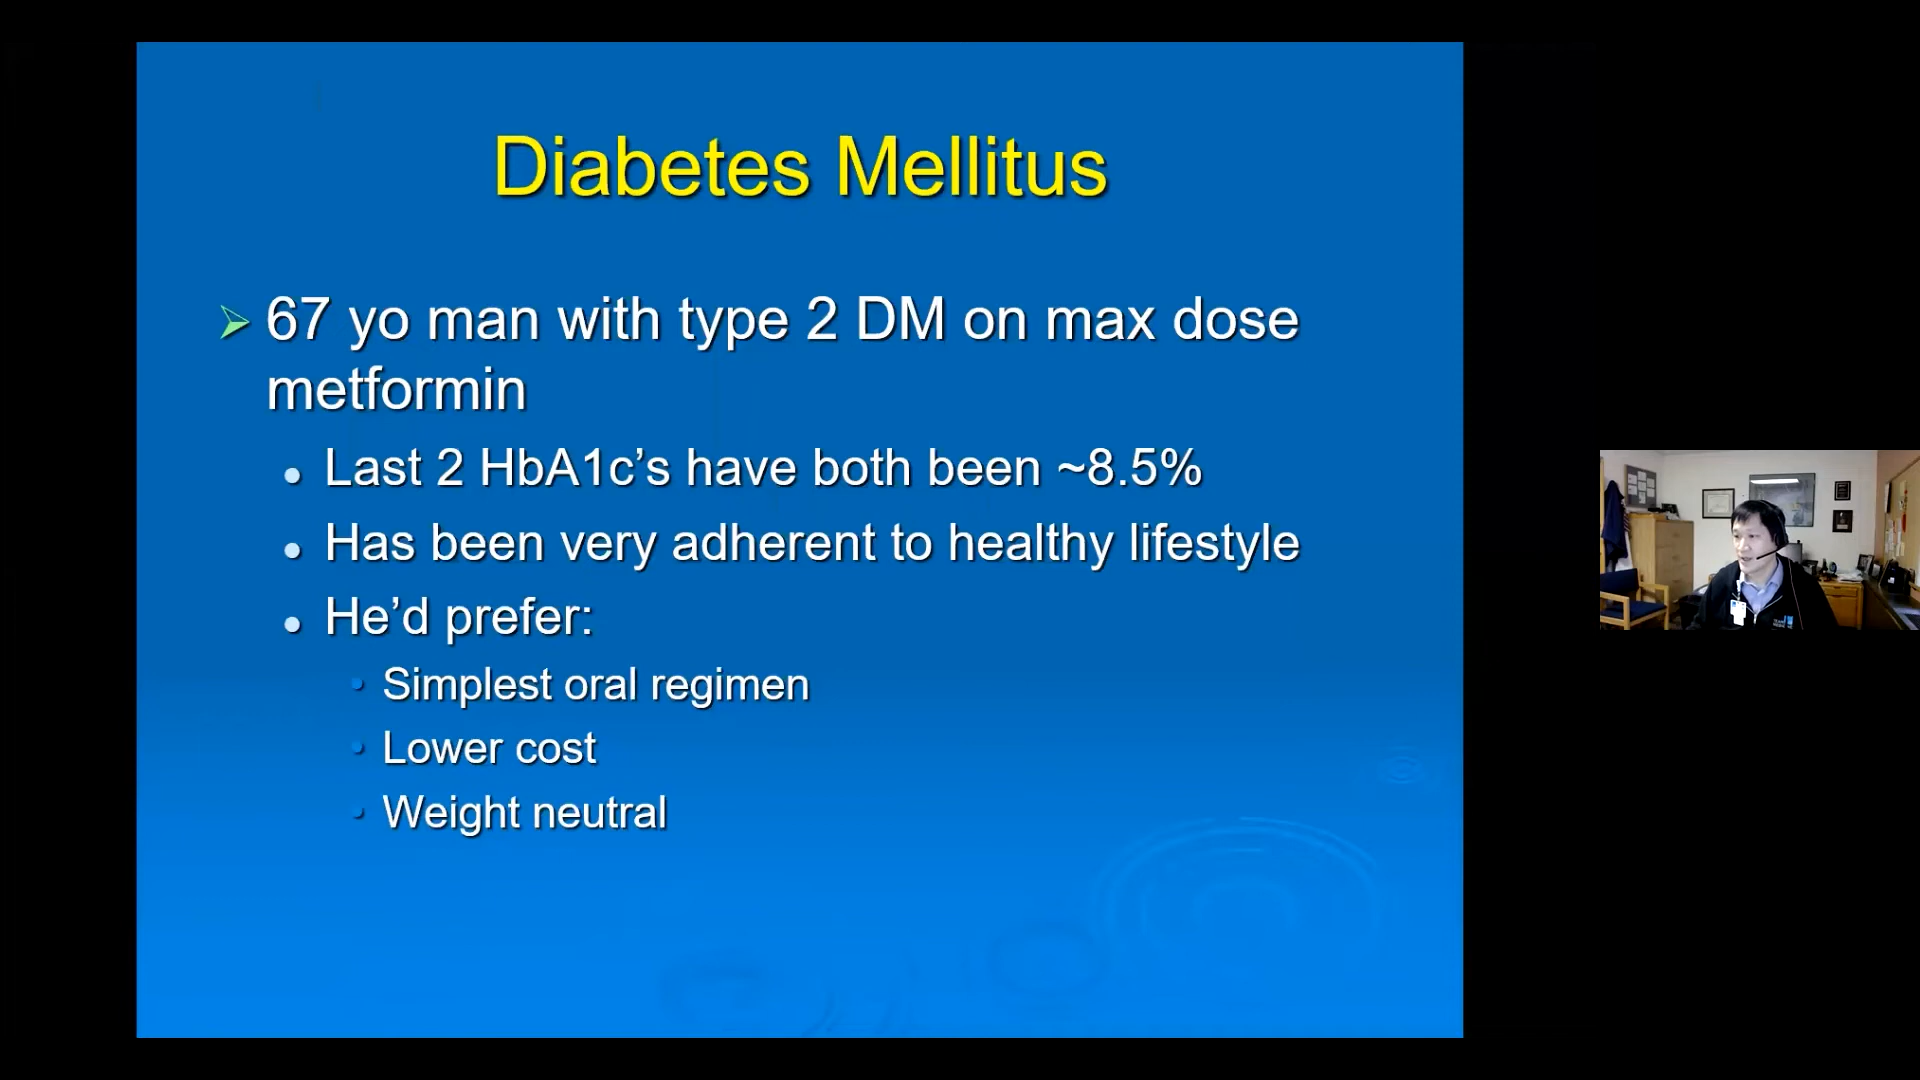 Diabetes Mellitus
67 yo man with type 2 DM on max dose
metformin
Last 2 HbA1c’s have both been ~8.5%
Has been very adherent to healthy lifestyle
He’d prefer:
Simplest oral regimen
Lower cost
Weight neutral